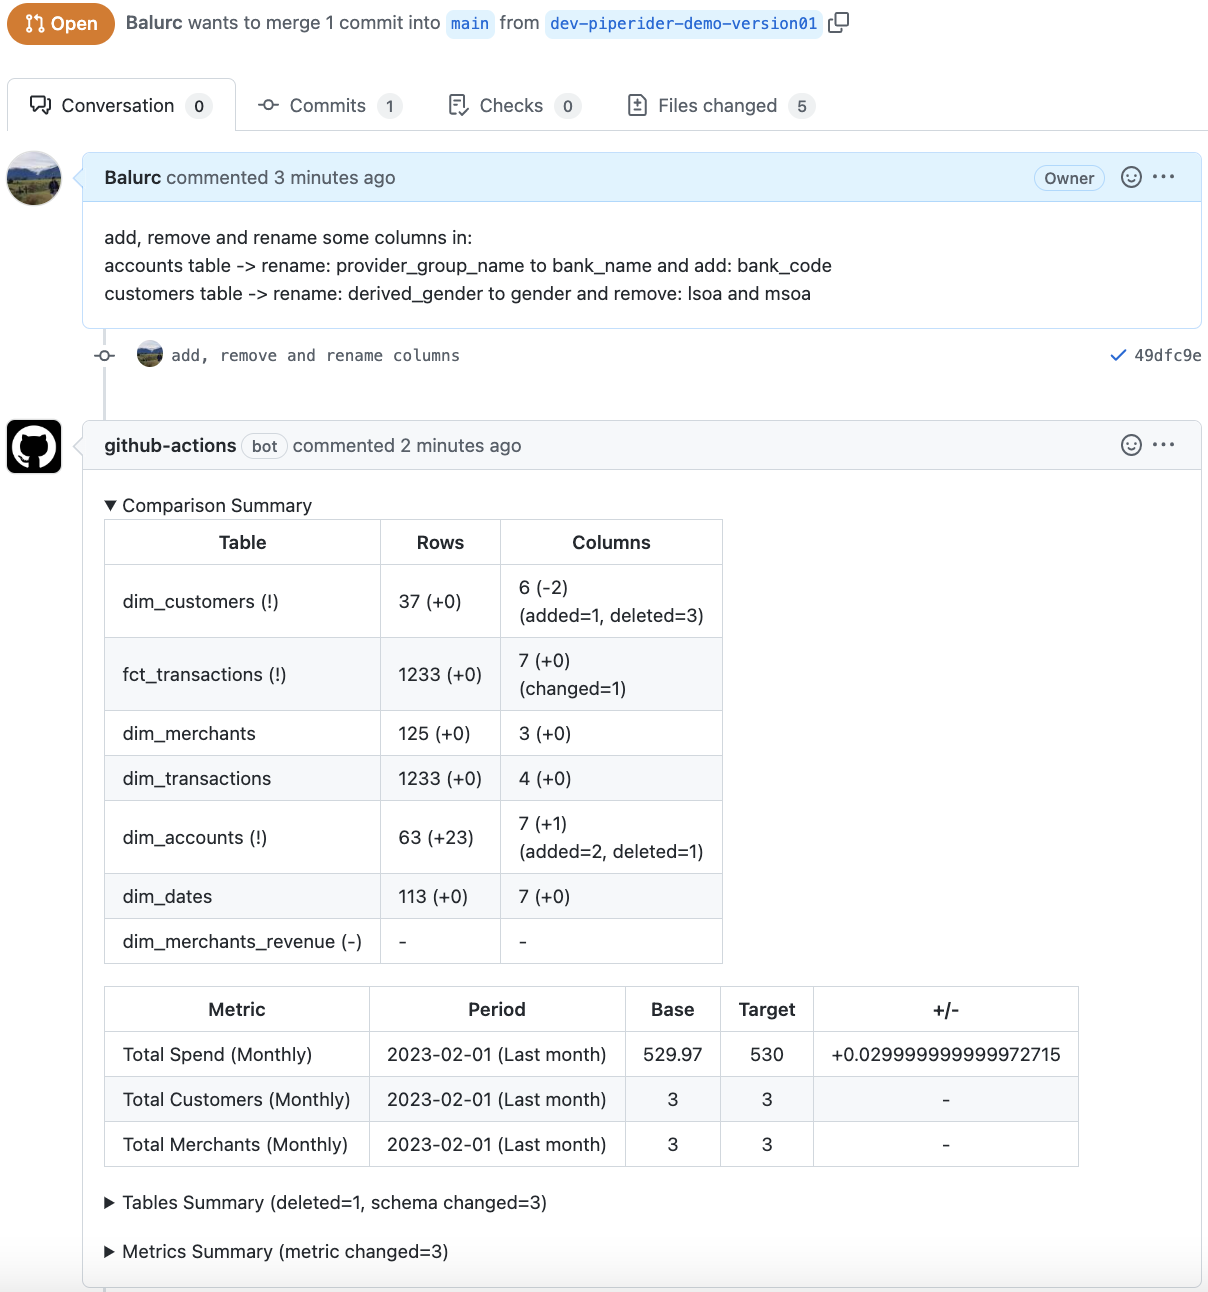 Open Balurc wants to merge 1 commit into main from dev-piperider-demo-version01
Conversation 0 Commits 1 Checks 0 Files changed 5
Balurc commented 3 minutes ago Owner
add, remove and rename some columns in:
accounts table -> rename: provider_group_name to bank_name and add: bank_code
customers table -> rename: derived_gender to gender and remove: lsoa and msoa
add, remove and rename columns 49dfc9e
github-actions bot commented 2 minutes ago
▼ Comparison Summary
Table Rows Columns
dim_customers (!) 37 (+0) 6 (-2)
(added=1, deleted=3)
fct_transactions (!) 1233 (+0) 7 (+0)
(changed=1)
dim_merchants 125 (+0) 3 (+0)
dim_transactions 1233 (+0) 4 (+0)
dim_accounts (!) 63 (+23) 7 (+1)
(added=2, deleted=1)
dim_dates 113 (+0) 7 (+0)
dim_merchants_revenue (-) - -
Metric Period Base Target +/-
Total Spend (Monthly) 2023-02-01 (Last month) 529.97 530 +0.029999999999972715
Total Customers (Monthly) 2023-02-01 (Last month) 3 3 -
Total Merchants (Monthly) 2023-02-01 (Last month) 3 3 -
▶ Tables Summary (deleted=1, schema changed=3)
▶ Metrics Summary (metric changed=3)